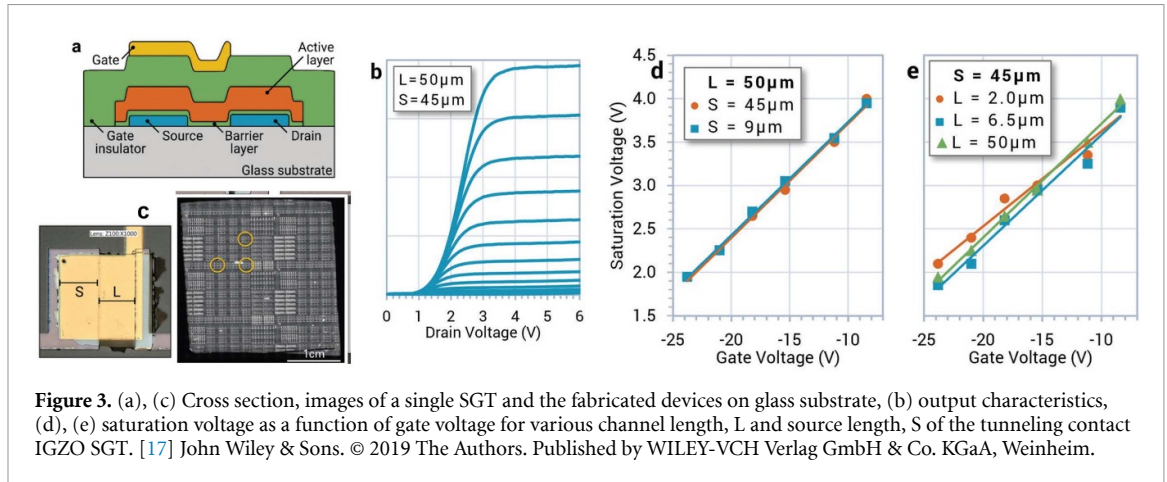 a
Gate
Active
layer
Gate
insulator
Source
Barrier
layer
Drain
Glass substrate
c
Lens: Z100:X1000
S
L
1cm
b
L=50µm
S=45µm
0 1 2 3 4 5 6
Drain Voltage (V)
d
L = 50µm
S = 45µm
S = 9µm
Saturation Voltage (V)
4.5
4.0
3.5
3.0
2.5
2.0
1.5
-25 -20 -15 -10
Gate Voltage (V)
e
S = 45µm
L = 2.0µm
L = 6.5µm
L = 50µm
-25 -20 -15 -10
Gate Voltage (V)
Figure 3. (a), (c) Cross section, images of a single SGT and the fabricated devices on glass substrate, (b) output characteristics,
(d), (e) saturation voltage as a function of gate voltage for various channel length, L and source length, S of the tunneling contact
IGZO SGT. [17] John Wiley & Sons. © 2019 The Authors. Published by WILEY-VCH Verlag GmbH & Co. KGaA, Weinheim.